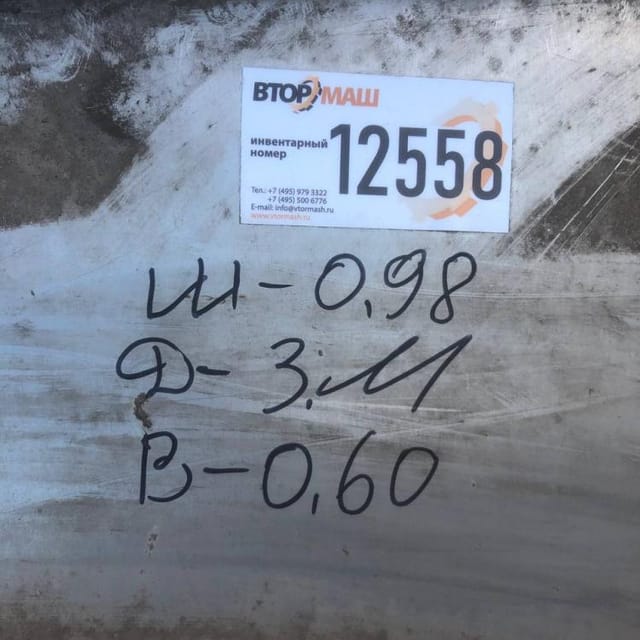 ВТОРМАШ
инвентарный
номер
12558
Тел.: +7 (495) 979 3322
+7 (495) 500 6776
E-mail: info@vtormash.ru
www.vtormash.ru
Ш-0,98
Д-3.11
В-0,60